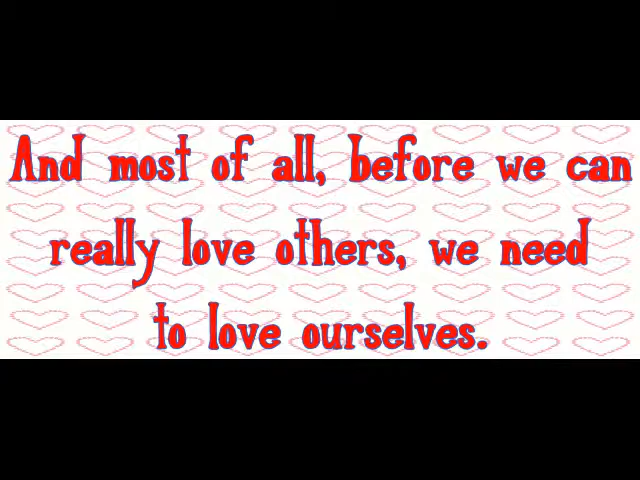 And most of all, before we can
really love others, we need
to love ourselves.